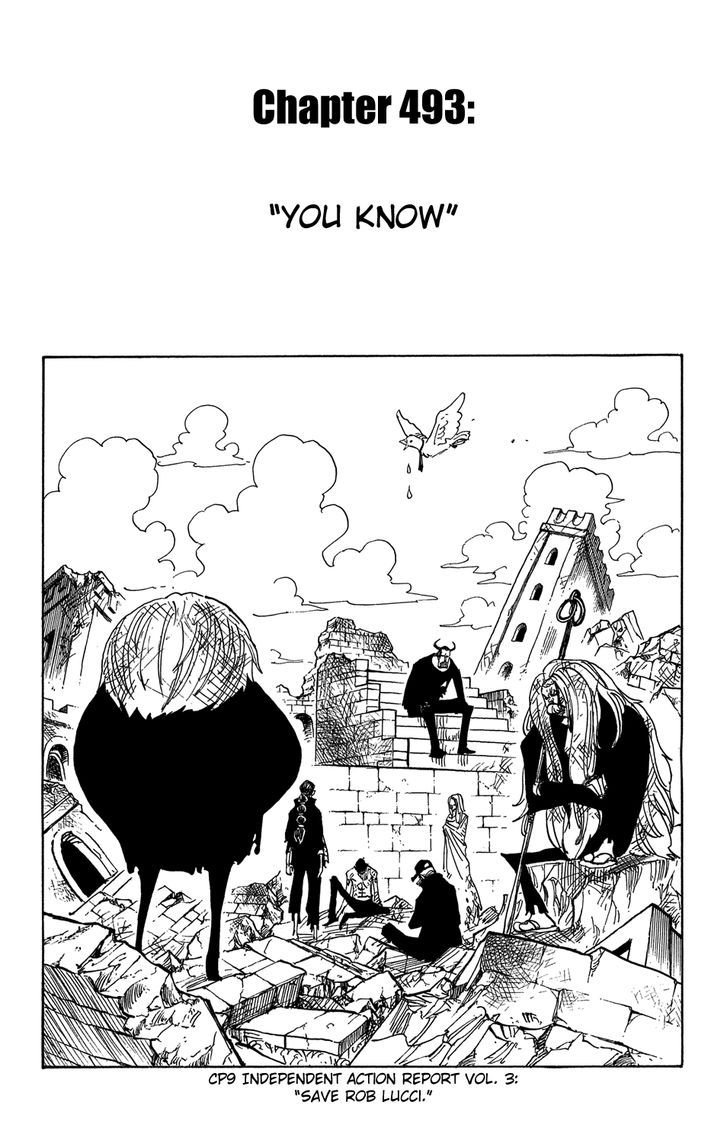 Chapter 493:
"YOU KNOW"
CP9 INDEPENDENT ACTION REPORT VOL. 3:
"SAVE ROB LUCCI."